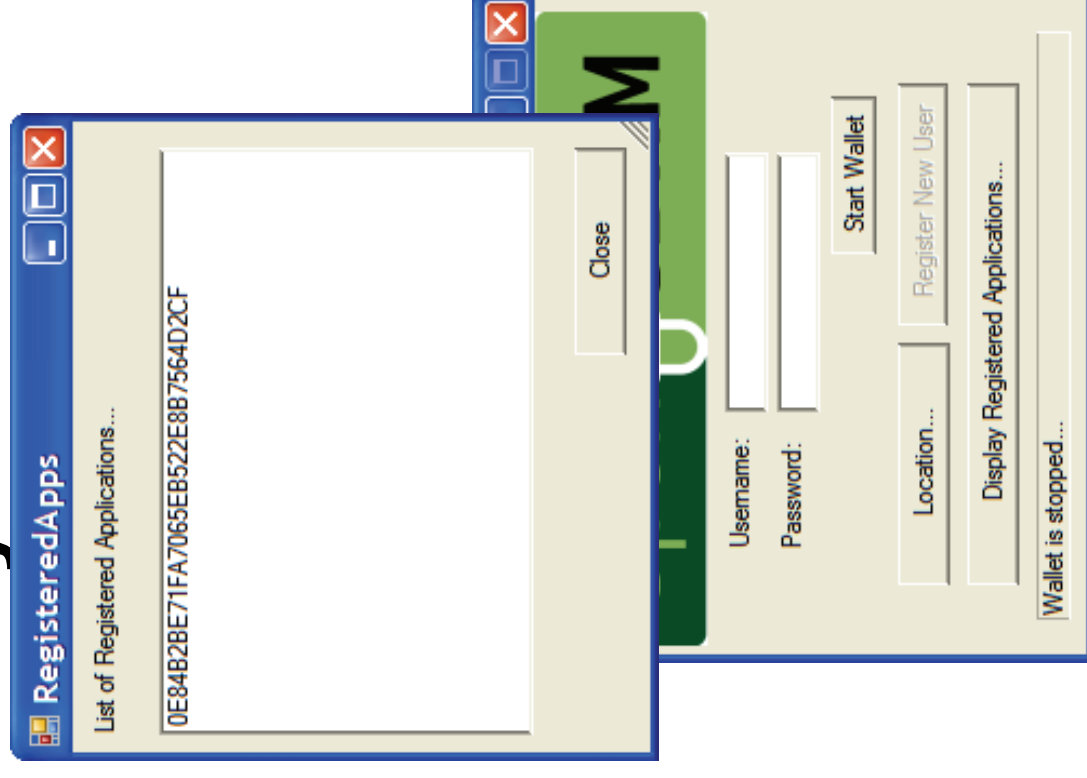 RegisteredApps
List of Registered Applications...
0E84B2BE71FA7065EB522E8B7564D2CF
Close
Username:
Password:
Start Wallet
Location...
Register New User
Display Registered Applications...
Wallet is stopped...